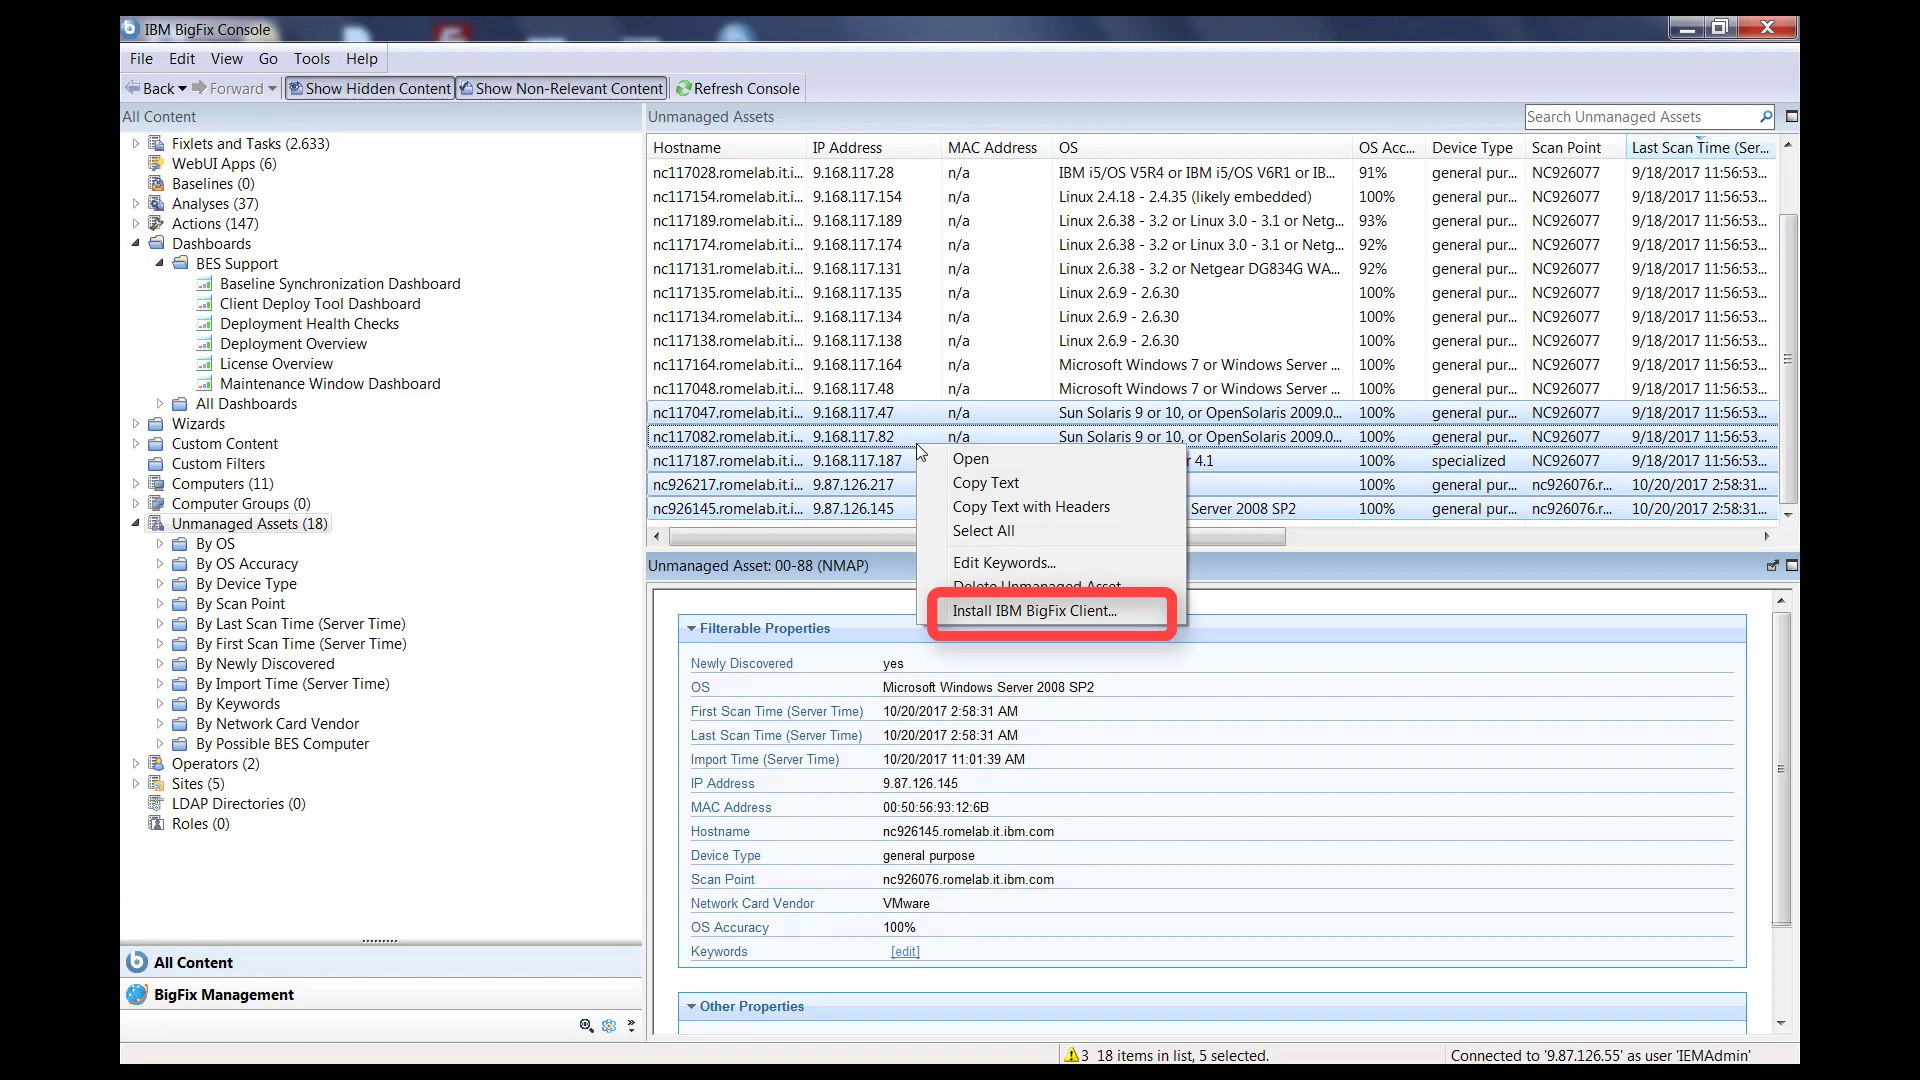 IBM BigFix Console
File Edit View Go Tools Help
Back Forward Show Hidden Content Show Non-Relevant Content Refresh Console
All Content
Fixlets and Tasks (2.633)
WebUI Apps (6)
Baselines (0)
Analyses (37)
Actions (147)
Dashboards
BES Support
Baseline Synchronization Dashboard
Client Deploy Tool Dashboard
Deployment Health Checks
Deployment Overview
License Overview
Maintenance Window Dashboard
All Dashboards
Wizards
Custom Content
Custom Filters
Computers (11)
Computer Groups (0)
Unmanaged Assets (18)
By OS
By OS Accuracy
By Device Type
By Scan Point
By Last Scan Time (Server Time)
By First Scan Time (Server Time)
By Newly Discovered
By Import Time (Server Time)
By Keywords
By Network Card Vendor
By Possible BES Computer
Operators (2)
Sites (5)
LDAP Directories (0)
Roles (0)
All Content
BigFix Management
Unmanaged Assets Search Unmanaged Assets
Hostname IP Address MAC Address OS OS Acc... Device Type Scan Point Last Scan Time (Ser...
nc117028.romelab.it.i... 9.168.117.28 n/a IBM i5/OS V5R4 or IBM i5/OS V6R1 or IB... 91% general pur... NC926077 9/18/2017 11:56:53...
nc117154.romelab.it.i... 9.168.117.154 n/a Linux 2.4.18 - 2.4.35 (likely embedded) 100% general pur... NC926077 9/18/2017 11:56:53...
nc117189.romelab.it.i... 9.168.117.189 n/a Linux 2.6.38 - 3.2 or Linux 3.0 - 3.1 or Netg... 93% general pur... NC926077 9/18/2017 11:56:53...
nc117174.romelab.it.i... 9.168.117.174 n/a Linux 2.6.38 - 3.2 or Linux 3.0 - 3.1 or Netg... 92% general pur... NC926077 9/18/2017 11:56:53...
nc117131.romelab.it.i... 9.168.117.131 n/a Linux 2.6.38 - 3.2 or Netgear DG834G WA... 92% general pur... NC926077 9/18/2017 11:56:53...
nc117135.romelab.it.i... 9.168.117.135 n/a Linux 2.6.9 - 2.6.30 100% general pur... NC926077 9/18/2017 11:56:53...
nc117134.romelab.it.i... 9.168.117.134 n/a Linux 2.6.9 - 2.6.30 100% general pur... NC926077 9/18/2017 11:56:53...
nc117138.romelab.it.i... 9.168.117.138 n/a Linux 2.6.9 - 2.6.30 100% general pur... NC926077 9/18/2017 11:56:53...
nc117164.romelab.it.i... 9.168.117.164 n/a Microsoft Windows 7 or Windows Server ... 100% general pur... NC926077 9/18/2017 11:56:53...
nc117048.romelab.it.i... 9.168.117.48 n/a Microsoft Windows 7 or Windows Server ... 100% general pur... NC926077 9/18/2017 11:56:53...
nc117047.romelab.it.i... 9.168.117.47 n/a Sun Solaris 9 or 10, or OpenSolaris 2009.0... 100% general pur... NC926077 9/18/2017 11:56:53...
nc117082.romelab.it.i... 9.168.117.82 n/a Sun Solaris 9 or 10, or OpenSolaris 2009.0... 100% general pur... NC926077 9/18/2017 11:56:53...
nc117187.romelab.it.i... 9.168.117.187 r 4.1 100% specialized NC926077 9/18/2017 11:56:53...
nc926217.romelab.it.i... 9.87.126.217 100% general pur... nc926076.r... 10/20/2017 2:58:31...
nc926145.romelab.it.i... 9.87.126.145 Server 2008 SP2 100% general pur... nc926076.r... 10/20/2017 2:58:31...
Open
Copy Text
Copy Text with Headers
Select All
Edit Keywords...
Delete Unmanaged Asset
Install IBM BigFix Client...
Unmanaged Asset: 00-88 (NMAP)
Filterable Properties
Newly Discovered yes
OS Microsoft Windows Server 2008 SP2
First Scan Time (Server Time) 10/20/2017 2:58:31 AM
Last Scan Time (Server Time) 10/20/2017 2:58:31 AM
Import Time (Server Time) 10/20/2017 11:01:39 AM
IP Address 9.87.126.145
MAC Address 00:50:56:93:12:6B
Hostname nc926145.romelab.it.ibm.com
Device Type general purpose
Scan Point nc926076.romelab.it.ibm.com
Network Card Vendor VMware
OS Accuracy 100%
Keywords [edit]
Other Properties
3 18 items in list, 5 selected. Connected to '9.87.126.55' as user 'IEMAdmin'